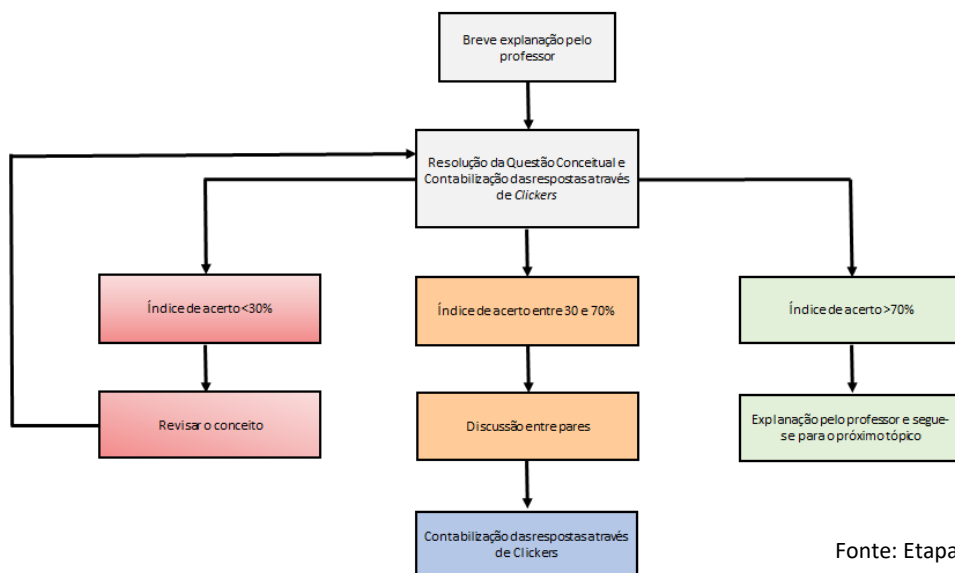 Breve explanação pelo
professor
Resolução da Questão Conceitual e
Contabilização das respostas através
de Clickers
Índice de acerto <30%
Índice de acerto entre 30 e 70%
Índice de acerto >70%
Revisar o conceito
Discussão entre pares
Explanação pelo professor e segue-
se para o próximo tópico
Contabilização das respostas através
de Clickers
Fonte: Etapa